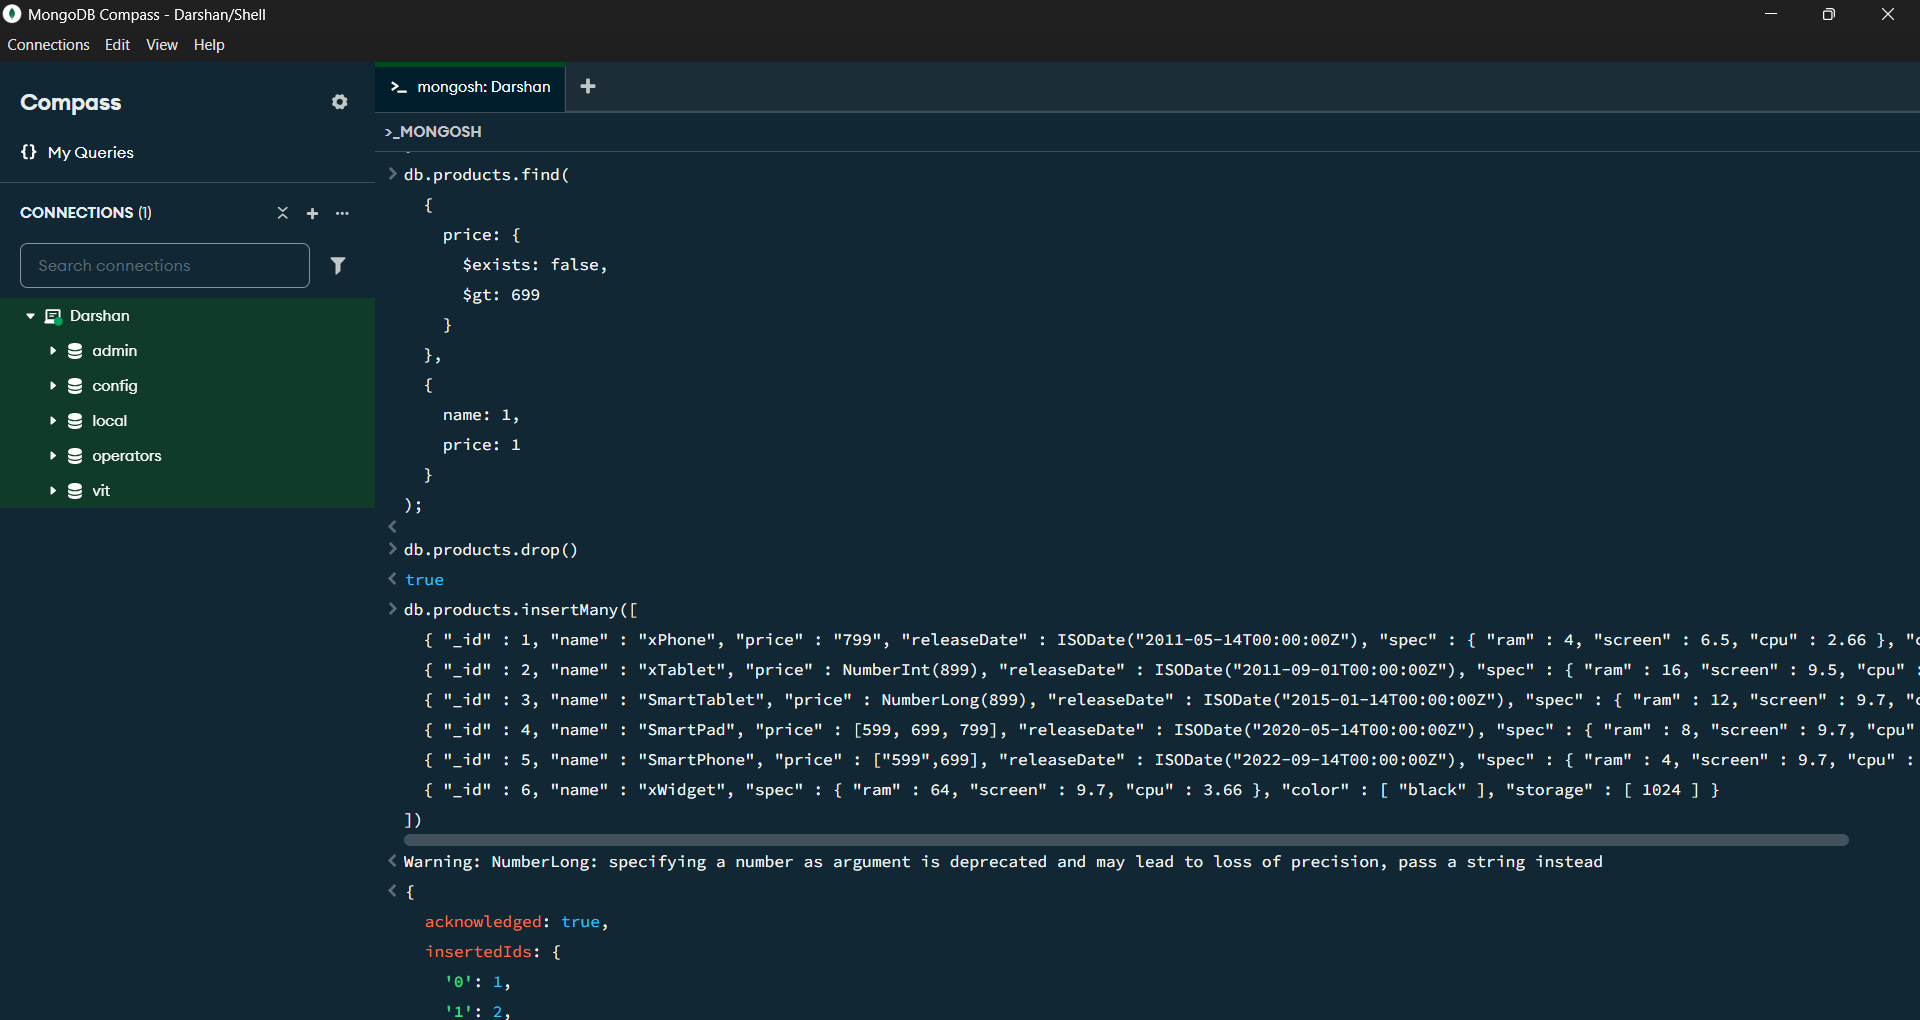 MongoDB Compass - Darshan/Shell
Connections Edit View Help
Compass
{} My Queries
CONNECTIONS (1)
Search connections
Darshan
admin
config
local
operators
vit
>_ mongosh: Darshan +
>_MONGOSH
> db.products.find(
{
price: {
$exists: false,
$gt: 699
}
},
{
name: 1,
price: 1
}
);
<
> db.products.drop()
< true
> db.products.insertMany([
{ "_id" : 1, "name" : "xPhone", "price" : "799", "releaseDate" : ISODate("2011-05-14T00:00:00Z"), "spec" : { "ram" : 4, "screen" : 6.5, "cpu" : 2.66 }, "c
{ "_id" : 2, "name" : "xTablet", "price" : NumberInt(899), "releaseDate" : ISODate("2011-09-01T00:00:00Z"), "spec" : { "ram" : 16, "screen" : 9.5, "cpu" :
{ "_id" : 3, "name" : "SmartTablet", "price" : NumberLong(899), "releaseDate" : ISODate("2015-01-14T00:00:00Z"), "spec" : { "ram" : 12, "screen" : 9.7, "c
{ "_id" : 4, "name" : "SmartPad", "price" : [599, 699, 799], "releaseDate" : ISODate("2020-05-14T00:00:00Z"), "spec" : { "ram" : 8, "screen" : 9.7, "cpu"
{ "_id" : 5, "name" : "SmartPhone", "price" : ["599",699], "releaseDate" : ISODate("2022-09-14T00:00:00Z"), "spec" : { "ram" : 4, "screen" : 9.7, "cpu" :
{ "_id" : 6, "name" : "xWidget", "spec" : { "ram" : 64, "screen" : 9.7, "cpu" : 3.66 }, "color" : [ "black" ], "storage" : [ 1024 ] }
])
< Warning: NumberLong: specifying a number as argument is deprecated and may lead to loss of precision, pass a string instead
< {
acknowledged: true,
insertedIds: {
'0': 1,
'1': 2,